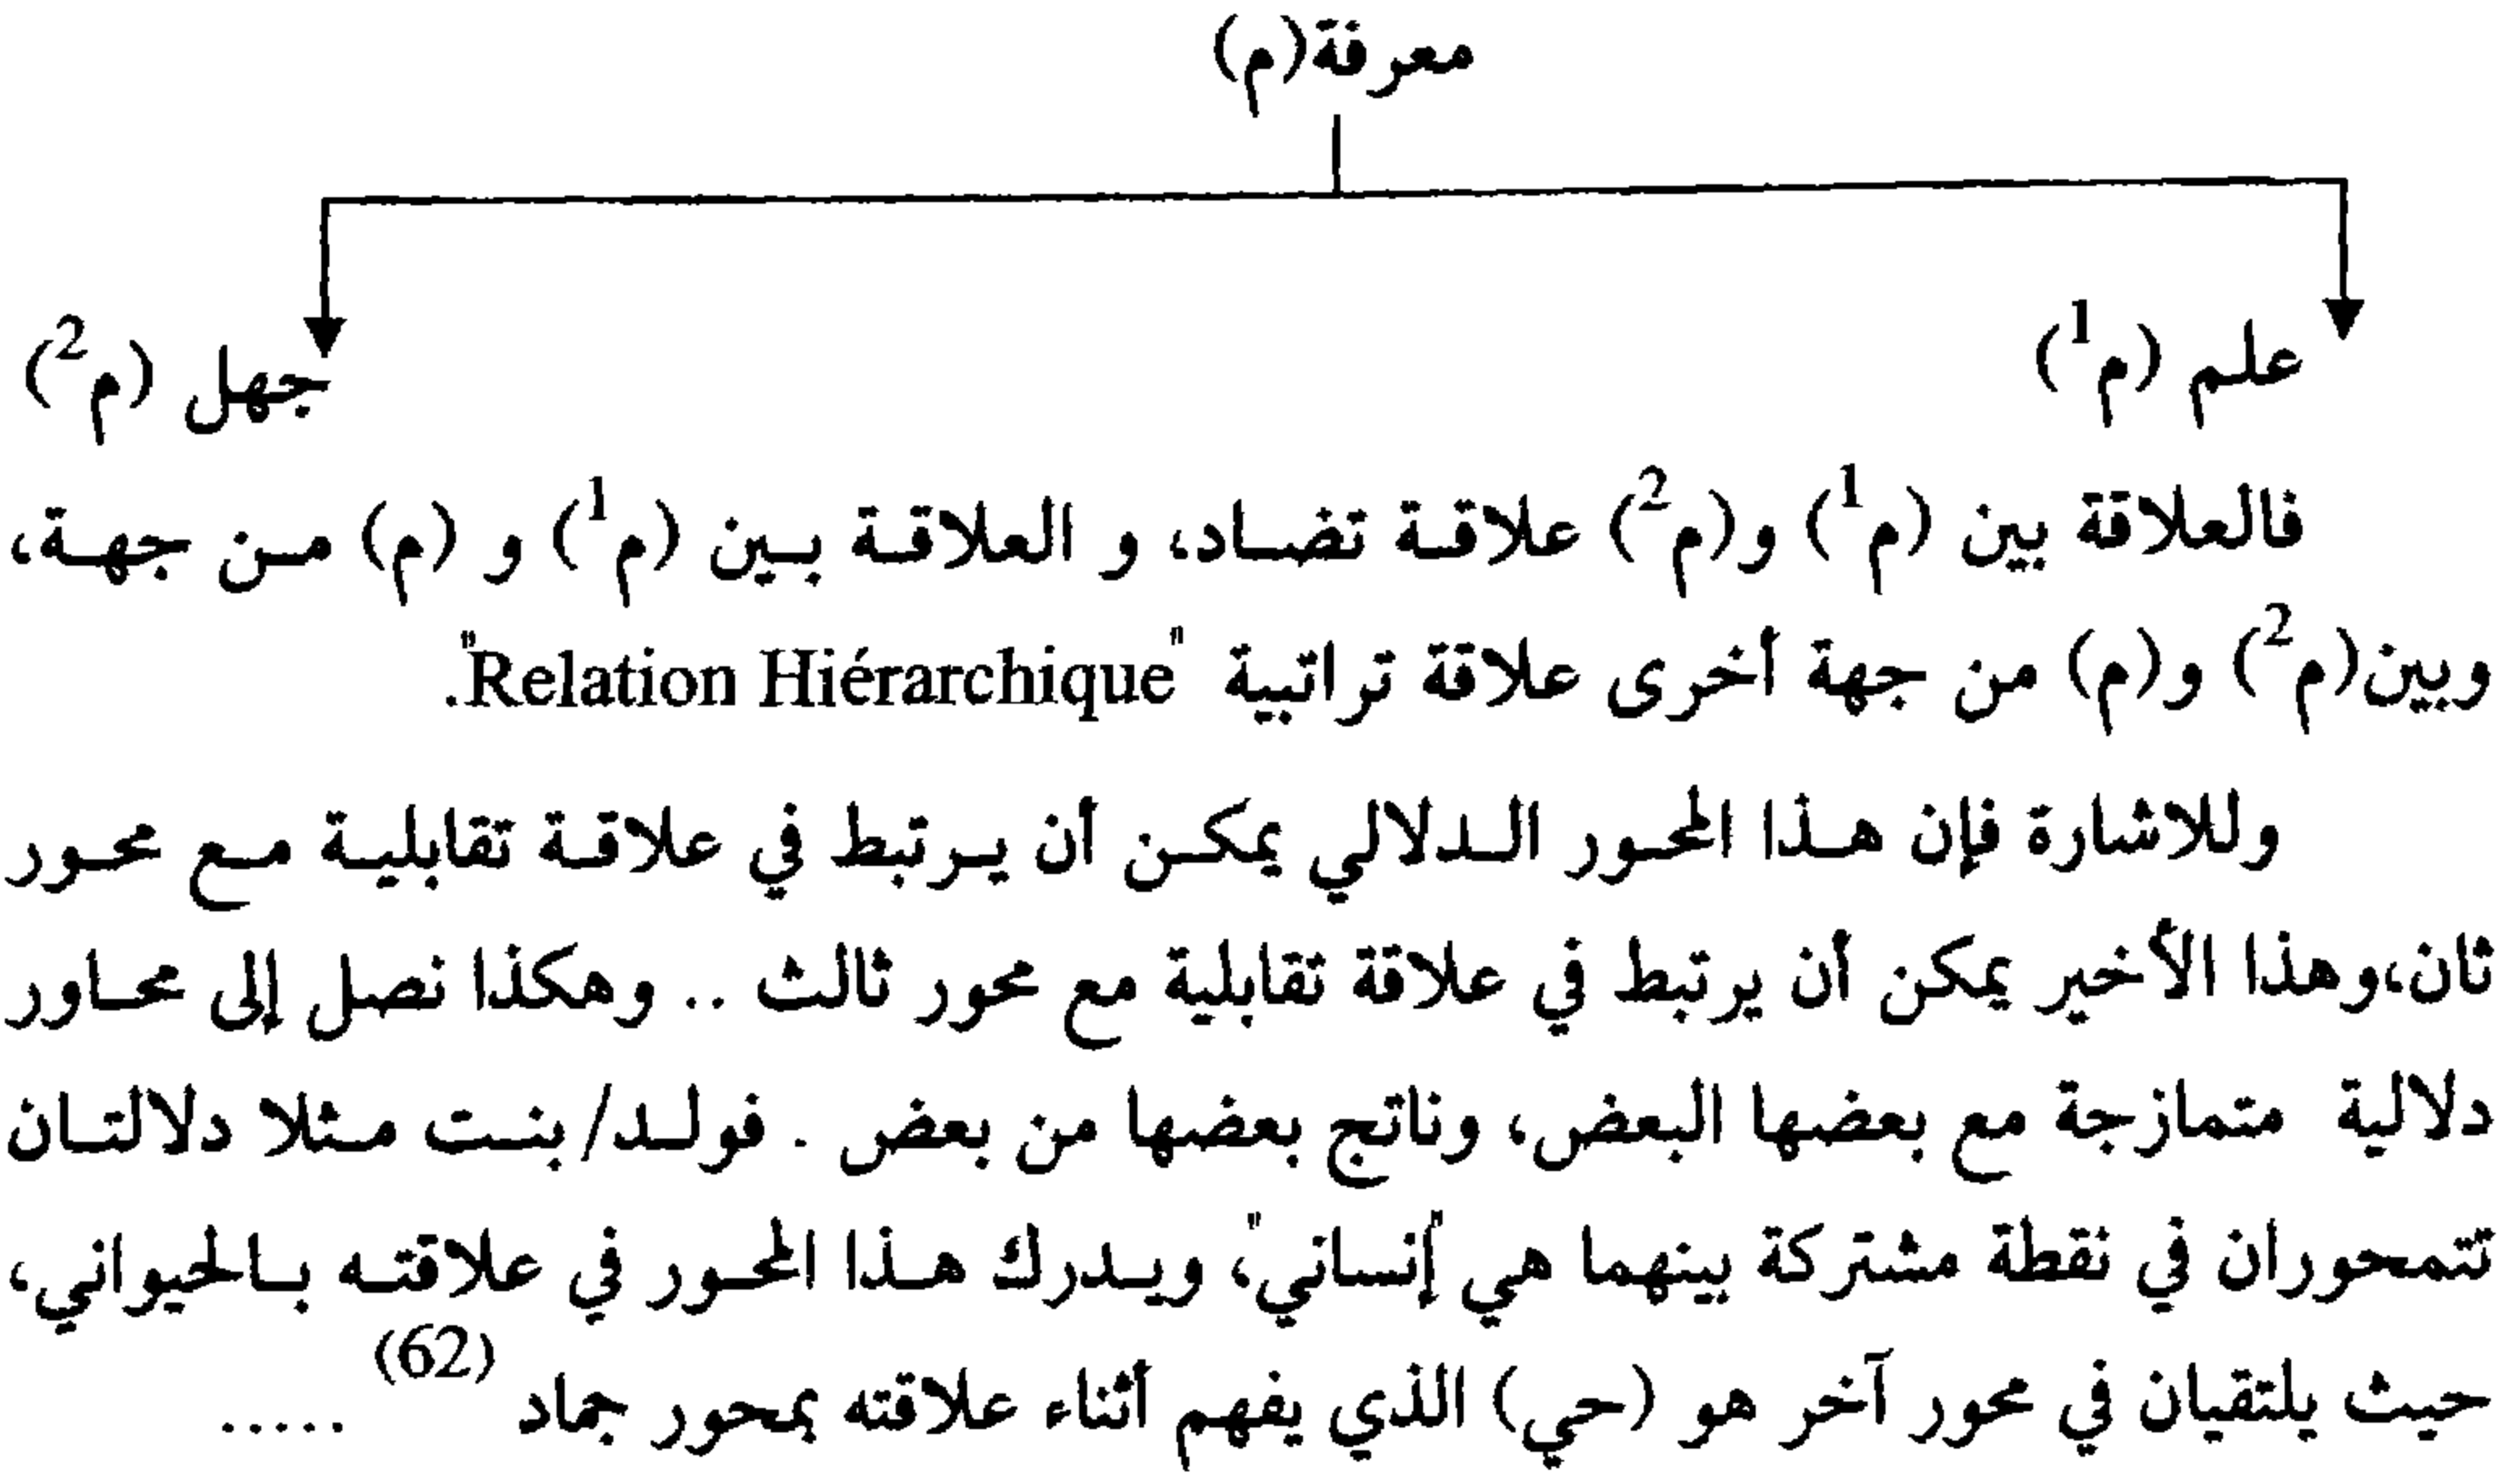 معرفة(م)
علم (م1) جهل (م2)
فالعلاقة بين (م1) و(م2) علاقة تضاد، و العلاقة بين (م1) و (م) من جهة،
وبين(م2) و(م) من جهة أخرى علاقة تراتبية "Relation Hiérarchique".
وللاشارة فإن هذا المحور الدلالي يمكن أن يرتبط في علاقة تقابلية مع محور
ثان،وهذا الأخير يمكن أن يرتبط في علاقة تقابلية مع محور ثالث .. وهكذا نصل إلى محاور
دلالية متمازجة مع بعضها البعض، وناتج بعضها من بعض . فولد/بنت مثلا دلالتان
تتمحوران في نقطة مشتركة بينهما هي "إنساني"، ويدرك هذا المحور في علاقته بالحيواني،
حيث يلتقيان في محور آخر هو (حي) الذي يفهم أثناء علاقته بمحور جماد (62) .....